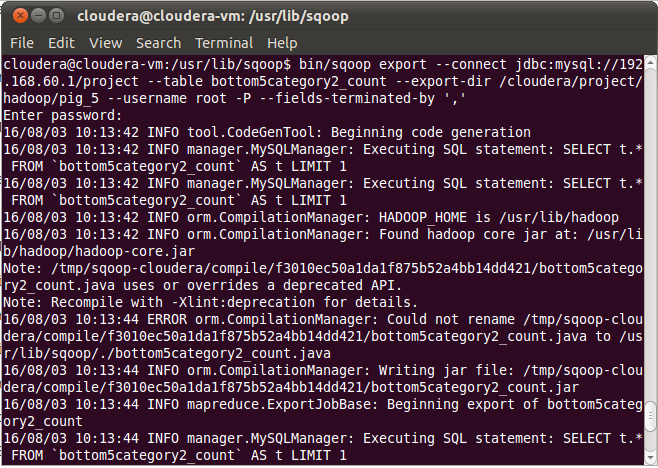 cloudera@cloudera-vm: /usr/lib/sqoop
File Edit View Search Terminal Help
cloudera@cloudera-vm:/usr/lib/sqoop$ bin/sqoop export --connect jdbc:mysql://192
.168.60.1/project --table bottom5category2_count --export-dir /cloudera/project/
hadoop/pig_5 --username root -P --fields-terminated-by ','
Enter password:
16/08/03 10:13:42 INFO tool.CodeGenTool: Beginning code generation
16/08/03 10:13:42 INFO manager.MySQLManager: Executing SQL statement: SELECT t.*
 FROM `bottom5category2_count` AS t LIMIT 1
16/08/03 10:13:42 INFO manager.MySQLManager: Executing SQL statement: SELECT t.*
 FROM `bottom5category2_count` AS t LIMIT 1
16/08/03 10:13:42 INFO orm.CompilationManager: HADOOP_HOME is /usr/lib/hadoop
16/08/03 10:13:42 INFO orm.CompilationManager: Found hadoop core jar at: /usr/li
b/hadoop/hadoop-core.jar
Note: /tmp/sqoop-cloudera/compile/f3010ec50a1da1f875b52a4bb14dd421/bottom5catego
ry2_count.java uses or overrides a deprecated API.
Note: Recompile with -Xlint:deprecation for details.
16/08/03 10:13:44 ERROR orm.CompilationManager: Could not rename /tmp/sqoop-clou
dera/compile/f3010ec50a1da1f875b52a4bb14dd421/bottom5category2_count.java to /us
r/lib/sqoop/./bottom5category2_count.java
16/08/03 10:13:44 INFO orm.CompilationManager: Writing jar file: /tmp/sqoop-clou
dera/compile/f3010ec50a1da1f875b52a4bb14dd421/bottom5category2_count.jar
16/08/03 10:13:44 INFO mapreduce.ExportJobBase: Beginning export of bottom5categ
ory2_count
16/08/03 10:13:44 INFO manager.MySQLManager: Executing SQL statement: SELECT t.*
 FROM `bottom5category2_count` AS t LIMIT 1